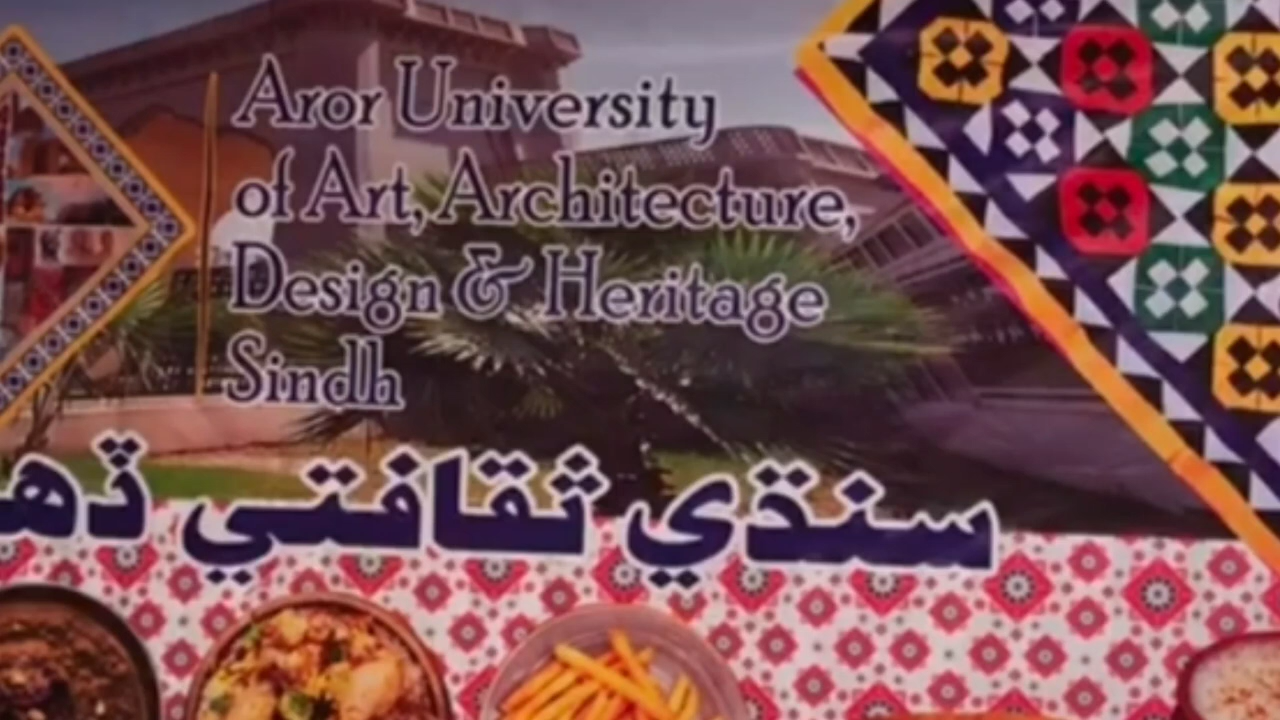 Aror University
of Art, Architecture,
Design & Heritage
Sindh
سنڌي ثقافتي